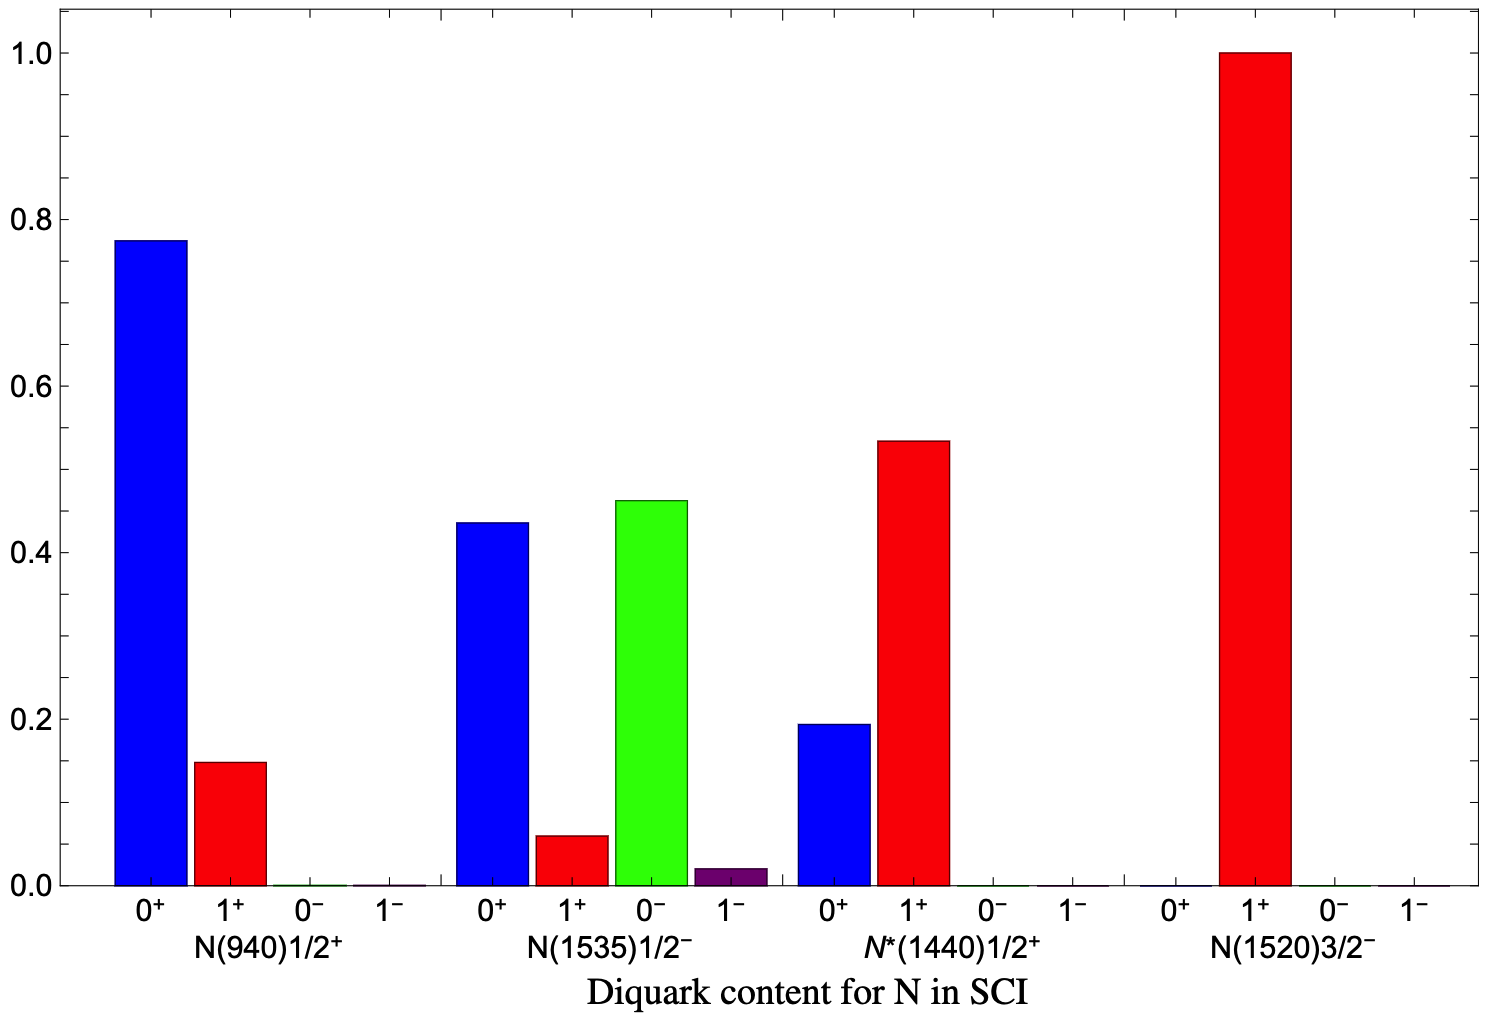 1.0
0.8
0.6
0.4
0.2
0.0
0⁺ 1⁺ 0⁻ 1⁻ 0⁺ 1⁺ 0⁻ 1⁻ 0⁺ 1⁺ 0⁻ 1⁻ 0⁺ 1⁺ 0⁻ 1⁻
N(940)1/2⁺ N(1535)1/2⁻ N*(1440)1/2⁺ N(1520)3/2⁻
Diquark content for N in SCI